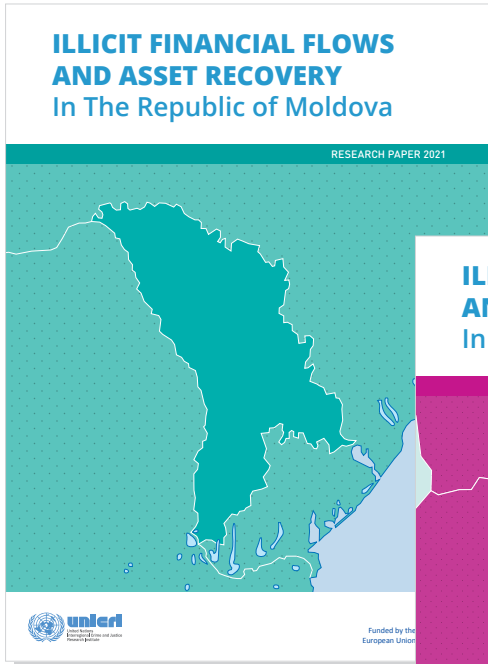 ILLICIT FINANCIAL FLOWS
AND ASSET RECOVERY
In The Republic of Moldova
RESEARCH PAPER 2021
IL
AN
In
unicri
United Nations
Interregional Crime and Justice
Research Institute
Funded by the
European Union